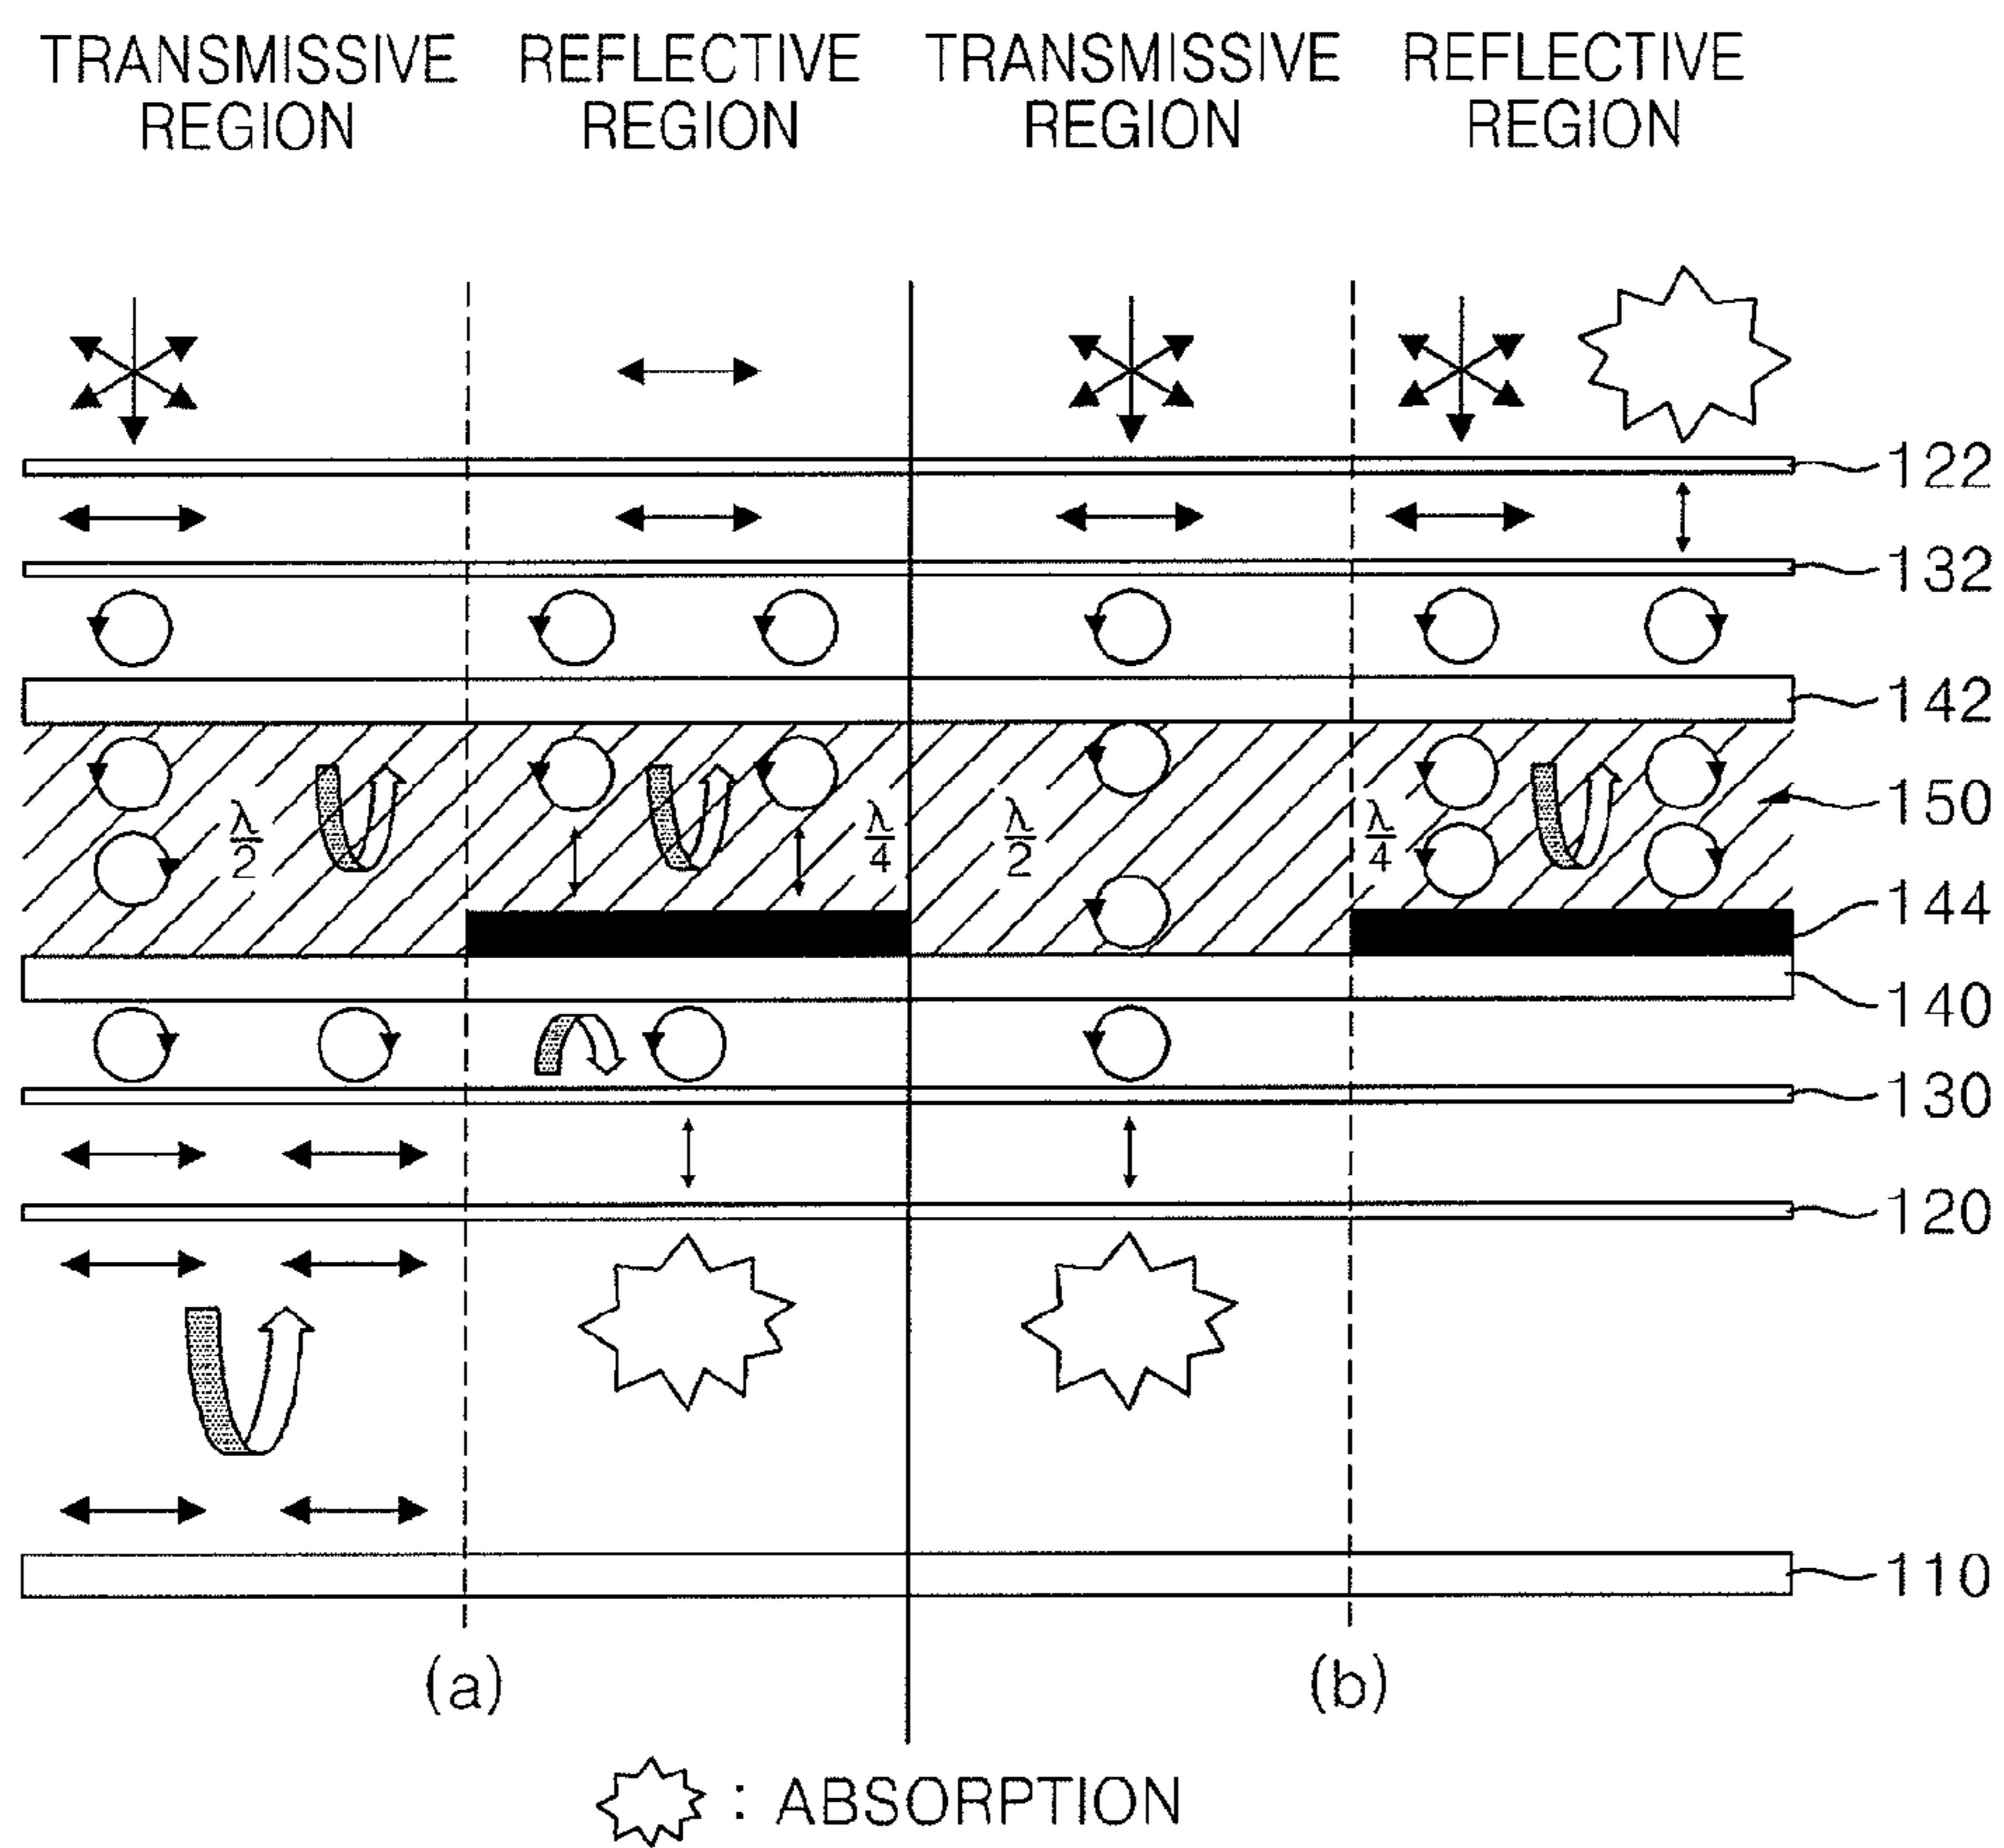 TRANSMISSIVE REGION
REFLECTIVE REGION
TRANSMISSIVE REGION
REFLECTIVE REGION
122
132
142
λ/2
λ/4
λ/2
λ/4
150
144
140
130
120
110
(a)
(b)
: ABSORPTION